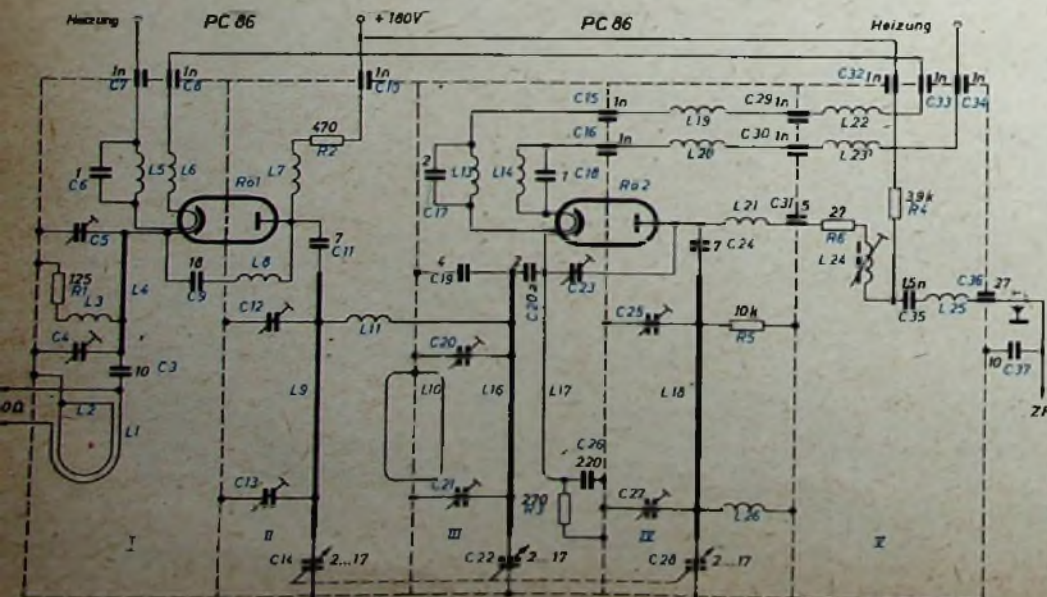 Heizung PC 86 + 180V PC 86 Heizung
1n C7 1n C8 1n C10 C32 1n 1n C33 1n C34
C15 1n L19 C29 1n L22
470 R2
C16 1n L20 C30 1n L23
1 C6 L5 L6 L7 2 C17 L13 L14 1 C18
Rö1 Rö2 3,9k R4
C5 L21 C31 5 27 R6
7 C11 7 C24 L24
18 C9 L8 4 C19 2 C23
125 R1 L3 L4 1,5n C35 L25 C36 27
C12 L11 C25 10k R5
C4 C20 10 C37
10 C3 L9 L10 L16 L17 L18
0Ω L2 L1
C26 220
C13 C21 270 R3 C27 L26
I II III IV V
C14 2...17 C22 2...17 C28 2...17